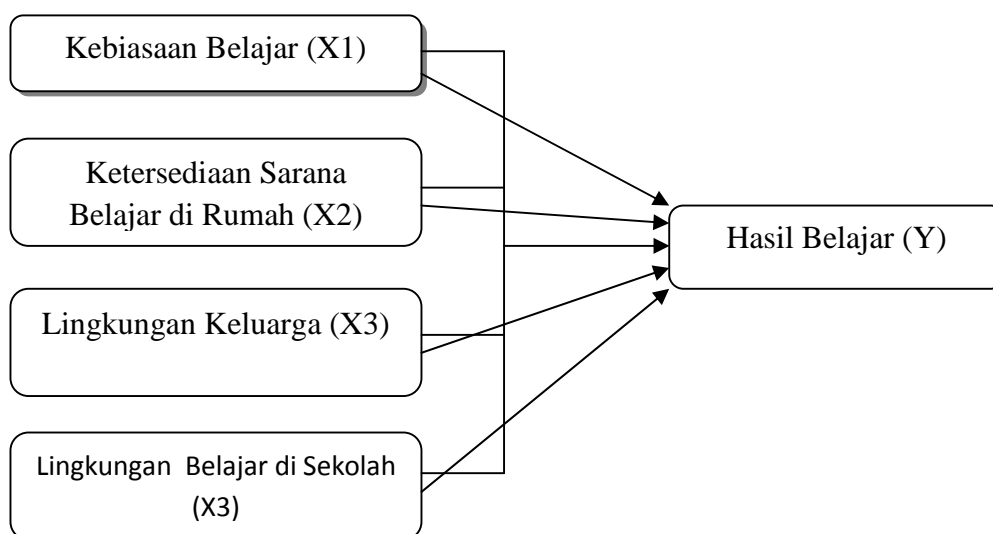 Kebiasaan Belajar (X1)
Ketersediaan Sarana
Belajar di Rumah (X2)
Hasil Belajar (Y)
Lingkungan Keluarga (X3)
Lingkungan  Belajar di Sekolah
(X3)